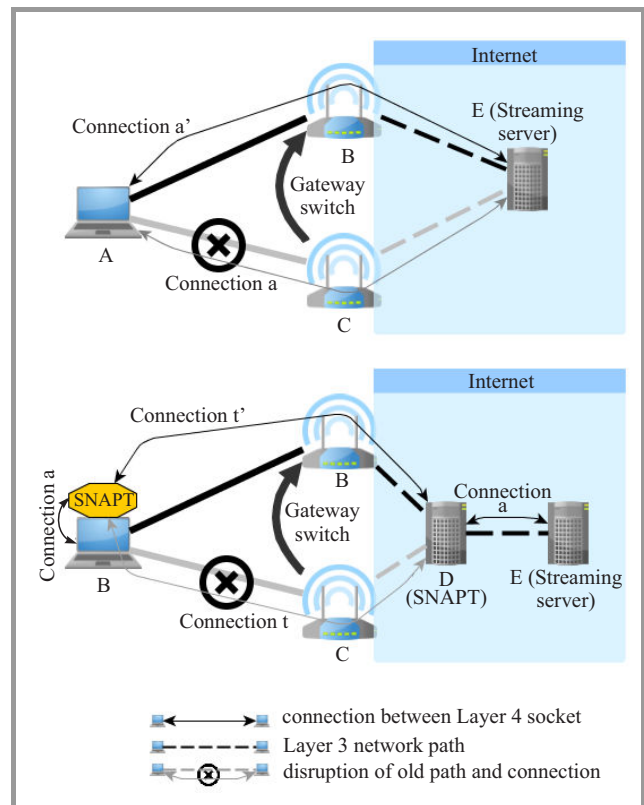 Internet
E (Streaming
server)
Connection a’
B
Gateway
switch
A
Connection a
C
Internet
Connection t’
SNAPT
Connection a
B
Gateway
switch
Connection
a
B
D
(SNAPT)
E (Streaming
server)
Connection t
C
connection between Layer 4 socket
Layer 3 network path
disruption of old path and connection